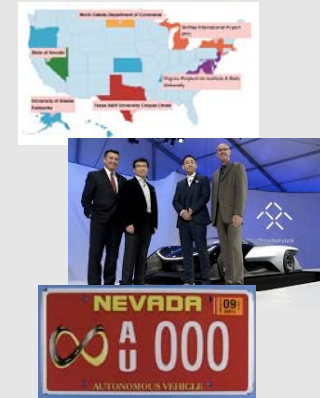 North Dakota Department of Commerce
Griffiss International Airport
State of Nevada
Virginia Polytechnic Institute & State
University
University of Alaska
Fairbanks
Texas A&M University Corpus Christi
NEVADA
09
AU 000
AUTONOMOUS VEHICLE